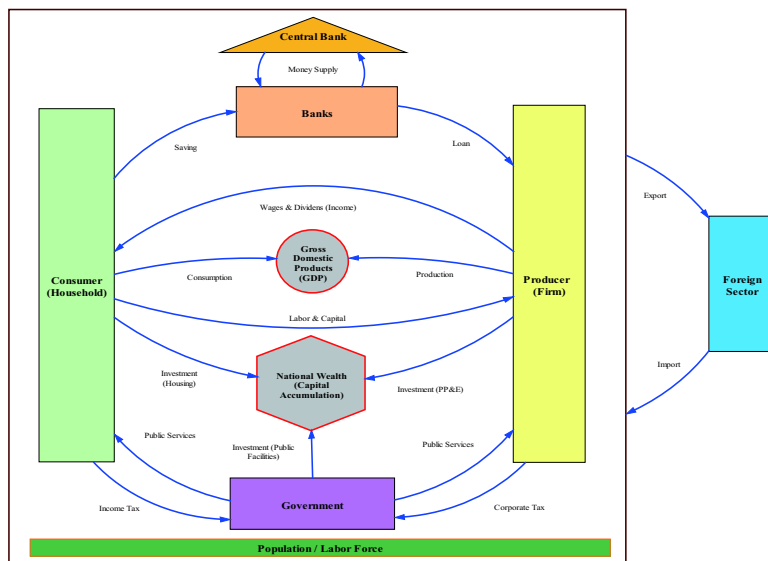 Central Bank
Money Supply
Banks
Saving
Loan
Wages & Dividens (Income)
Export
Gross
Domestic
Products
(GDP)
Consumption
Production
Consumer
(Household)
Producer
(Firm)
Foreign
Sector
Labor & Capital
Investment
(Housing)
National Wealth
(Capital
Accumulation)
Investment (PP&E)
Import
Public Services
Investment (Public
Facilities)
Public Services
Income Tax
Government
Corporate Tax
Population / Labor Force